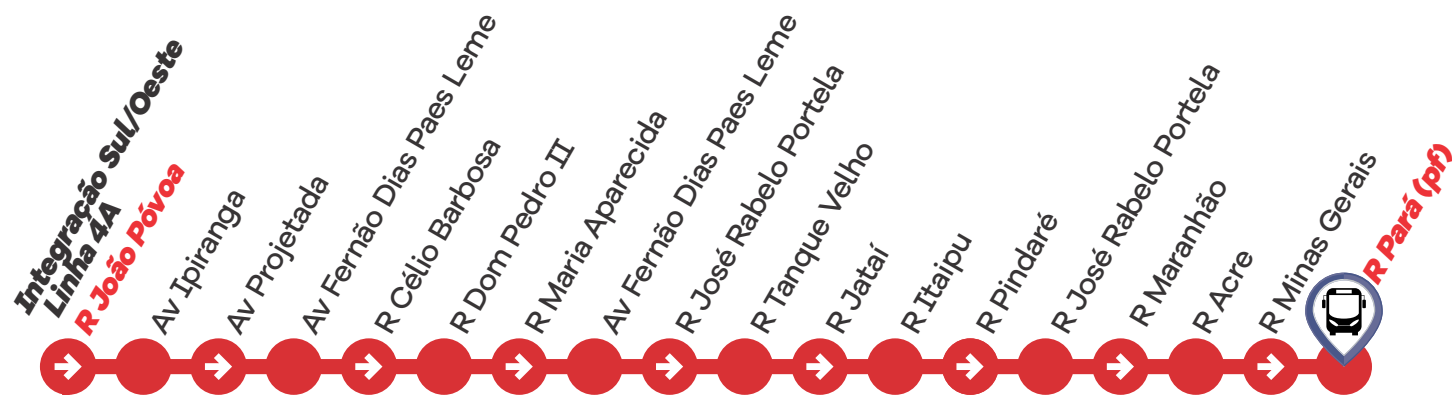 Integração Sul/Oeste
Linha 4A
R João Póvoa
Av Ipiranga
Av Projetada
Av Fernão Dias Paes Leme
R Célio Barbosa
R Dom Pedro II
R Maria Aparecida
Av Fernão Dias Paes Leme
R José Rabelo Portela
R Tanque Velho
R Jataí
R Itaipu
R Pindaré
R José Rabelo Portela
R Maranhão
R Acre
R Minas Gerais
R Pará (pf)